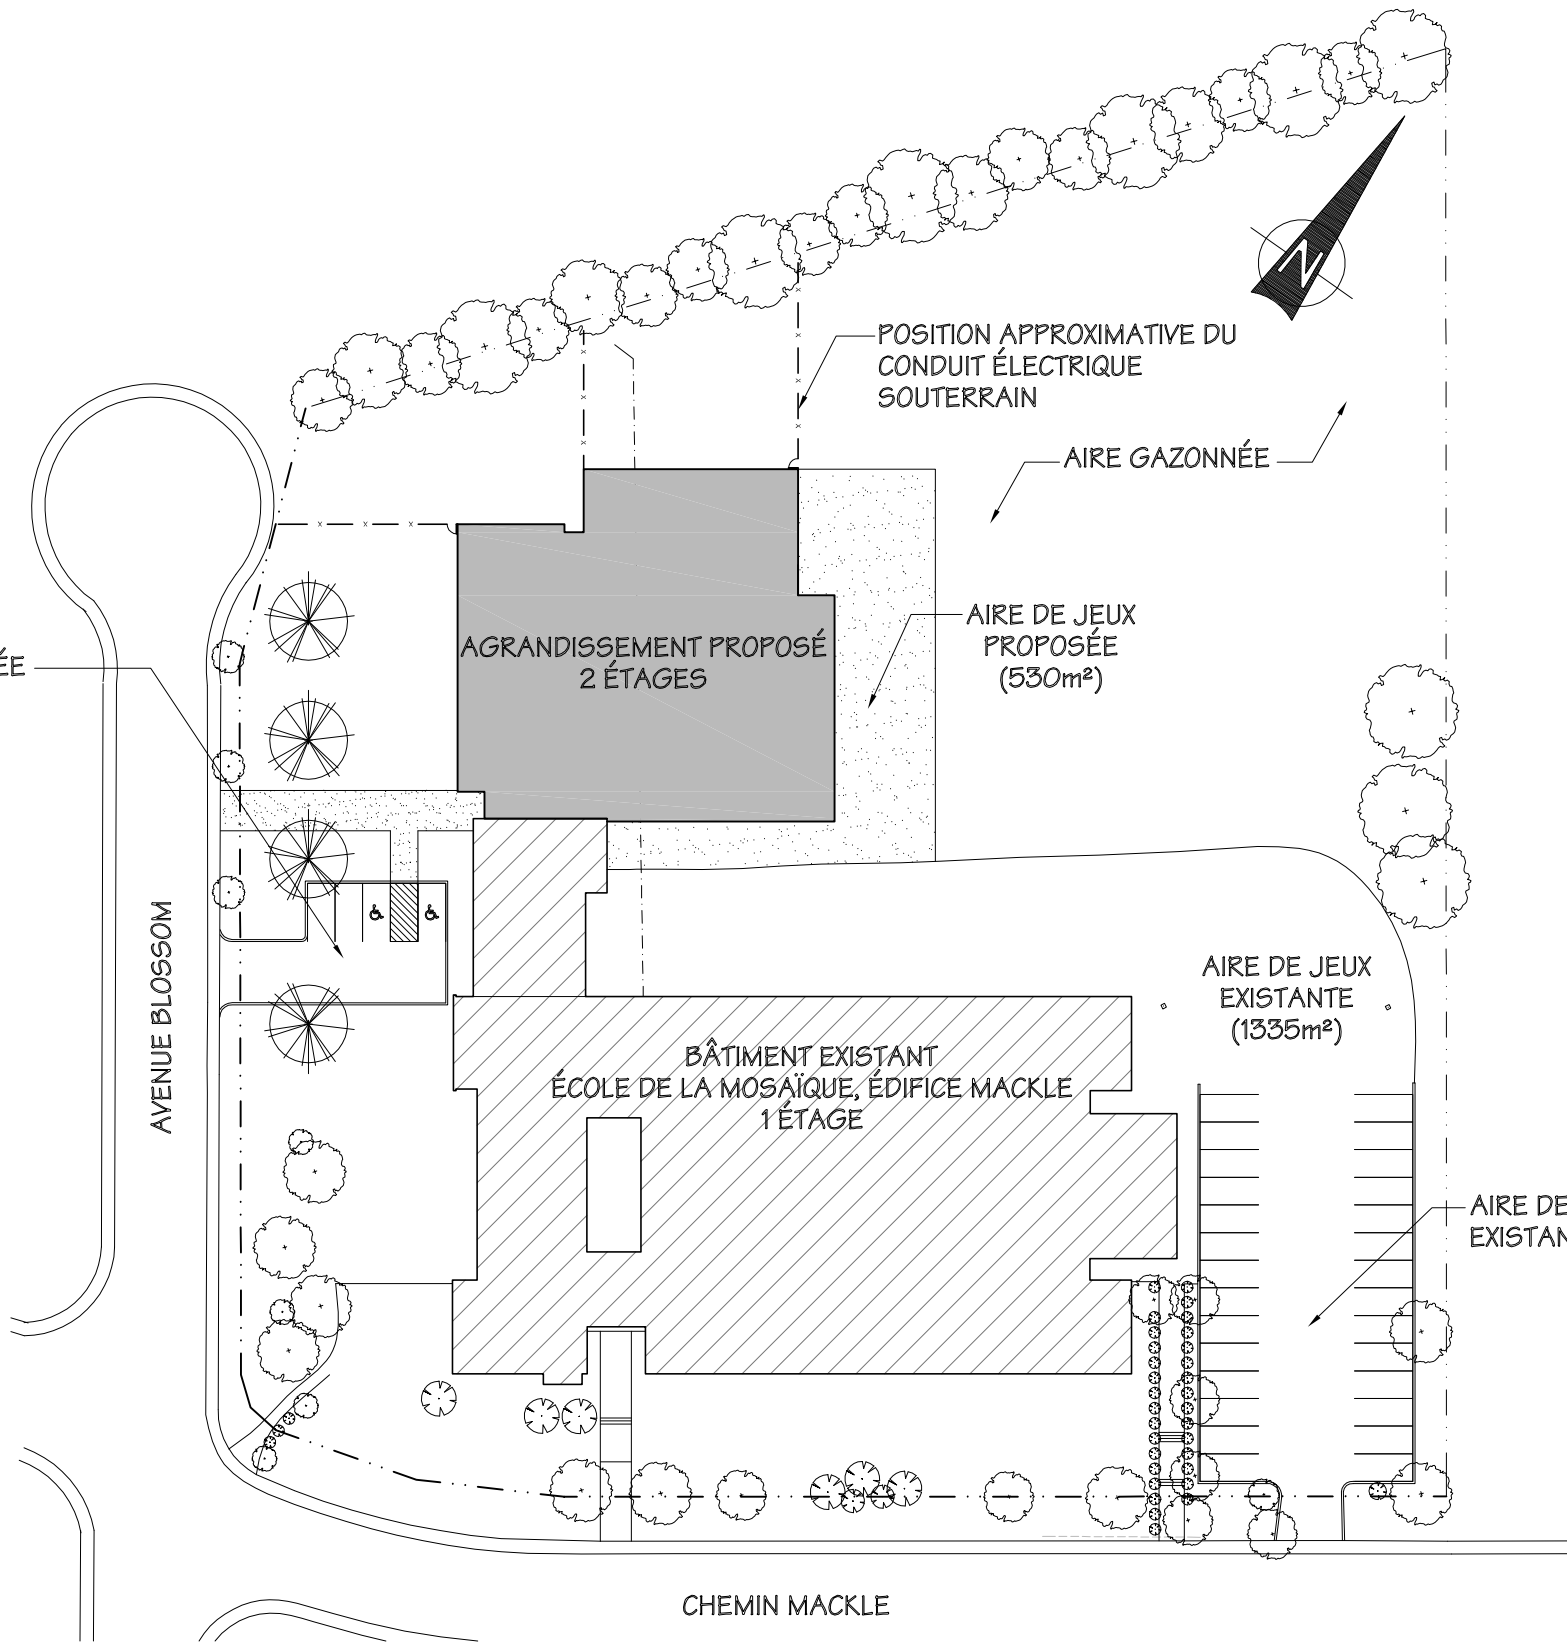 N
POSITION APPROXIMATIVE DU
CONDUIT ÉLECTRIQUE
SOUTERRAIN
AIRE GAZONNÉE
AIRE DE JEUX
PROPOSÉE
(530m²)
AGRANDISSEMENT PROPOSÉ
2 ÉTAGES
ÉE
AVENUE BLOSSOM
AIRE DE JEUX
EXISTANTE
(1335m²)
BÂTIMENT EXISTANT
ÉCOLE DE LA MOSAÏQUE, ÉDIFICE MACKLE
1 ÉTAGE
AIRE DE
EXISTAN
CHEMIN MACKLE